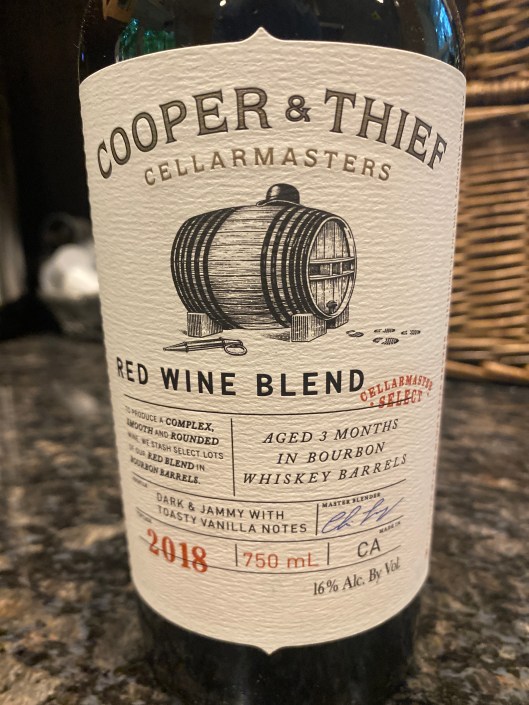 COOPER & THIEF
CELLARMASTERS
RED WINE BLEND
CELLARMASTER
SELECT
TO PRODUCE A COMPLEX,
SMOOTH AND ROUNDED
WINE, WE STASH SELECT LOTS
OF OUR RED BLEND IN
BOURBON BARRELS.
AGED 3 MONTHS
IN BOURBON
WHISKEY BARRELS
DARK & JAMMY WITH
TOASTY VANILLA NOTES
MASTER BLENDER
2018
750 mL
MADE IN
CA
16% Alc. By Vol.